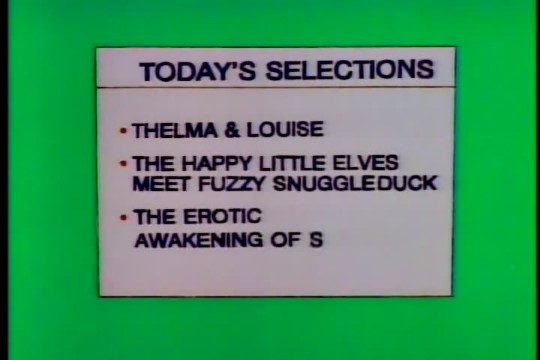 TODAY'S SELECTIONS
• THELMA & LOUISE
• THE HAPPY LITTLE ELVES
MEET FUZZY SNUGGLEDUCK
• THE EROTIC
AWAKENING OF S